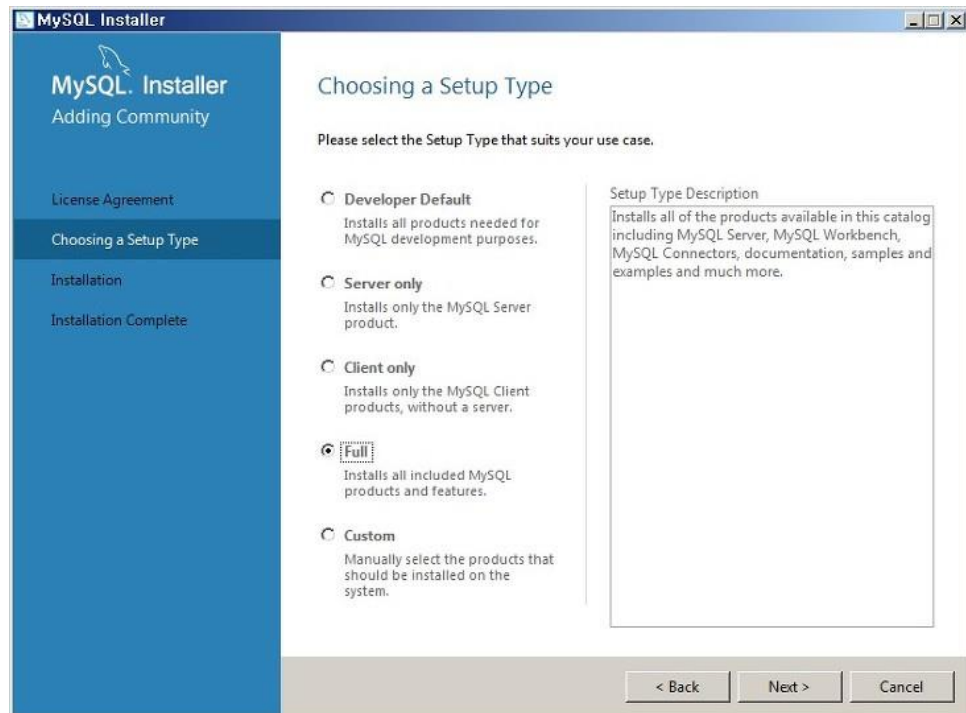 MySQL Installer
MySQL. Installer
Adding Community
License Agreement
Choosing a Setup Type
Installation
Installation Complete
Choosing a Setup Type
Please select the Setup Type that suits your use case.
Developer Default
Installs all products needed for
MySQL development purposes.
Server only
Installs only the MySQL Server
product.
Client only
Installs only the MySQL Client
products, without a server.
Full
Installs all included MySQL
products and features.
Custom
Manually select the products that
should be installed on the
system.
Setup Type Description
Installs all of the products available in this catalog
including MySQL Server, MySQL Workbench,
MySQL Connectors, documentation, samples and
examples and much more.
< Back
Next >
Cancel